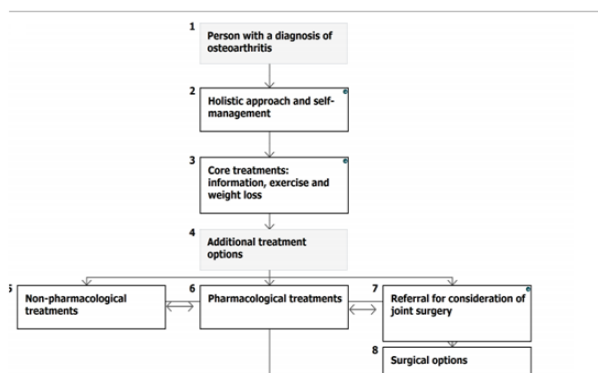 1
Person with a diagnosis of
osteoarthritis
2
Holistic approach and self-
management
3
Core treatments:
information, exercise and
weight loss
4
Additional treatment
options
5
Non-pharmacological
treatments
6
Pharmacological treatments
7
Referral for consideration of
joint surgery
8
Surgical options